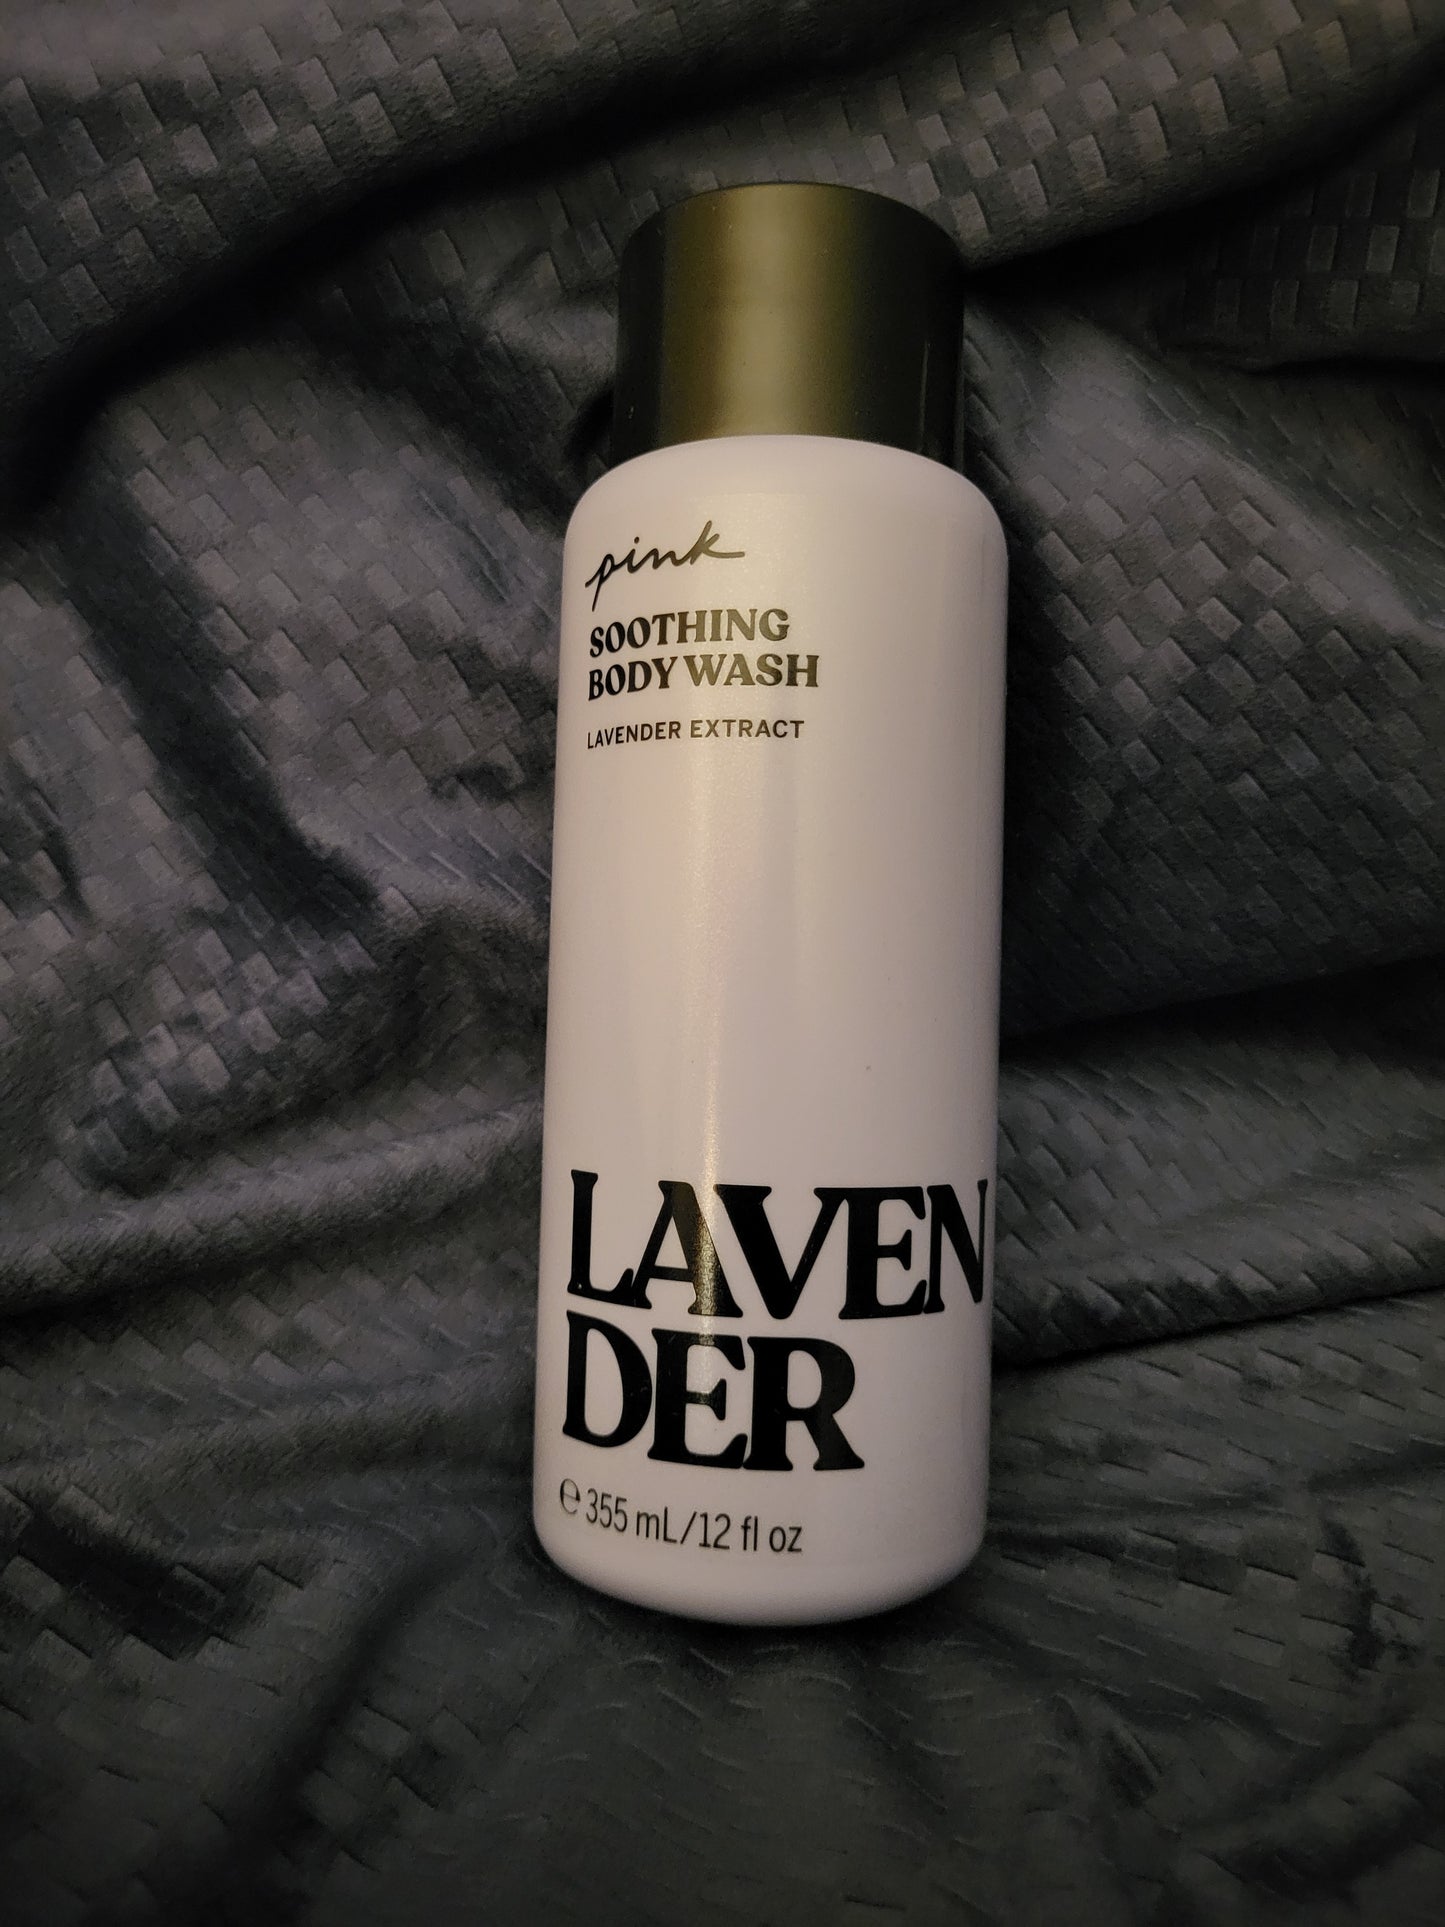 pink
SOOTHING
BODY WASH
LAVENDER EXTRACT
LAVEN
DER
℮ 355 mL/12 fl oz